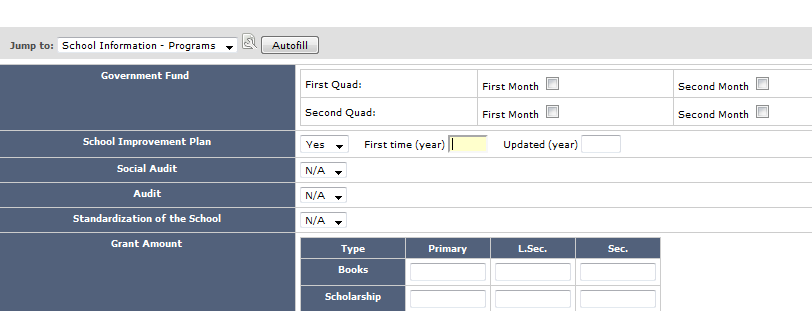 Jump to: School Information - Programs Autofill
Government Fund
First Quad: First Month Second Month
Second Quad: First Month Second Month
School Improvement Plan Yes First time (year) Updated (year)
Social Audit N/A
Audit N/A
Standardization of the School N/A
Grant Amount
Type Primary L.Sec. Sec.
Books
Scholarship